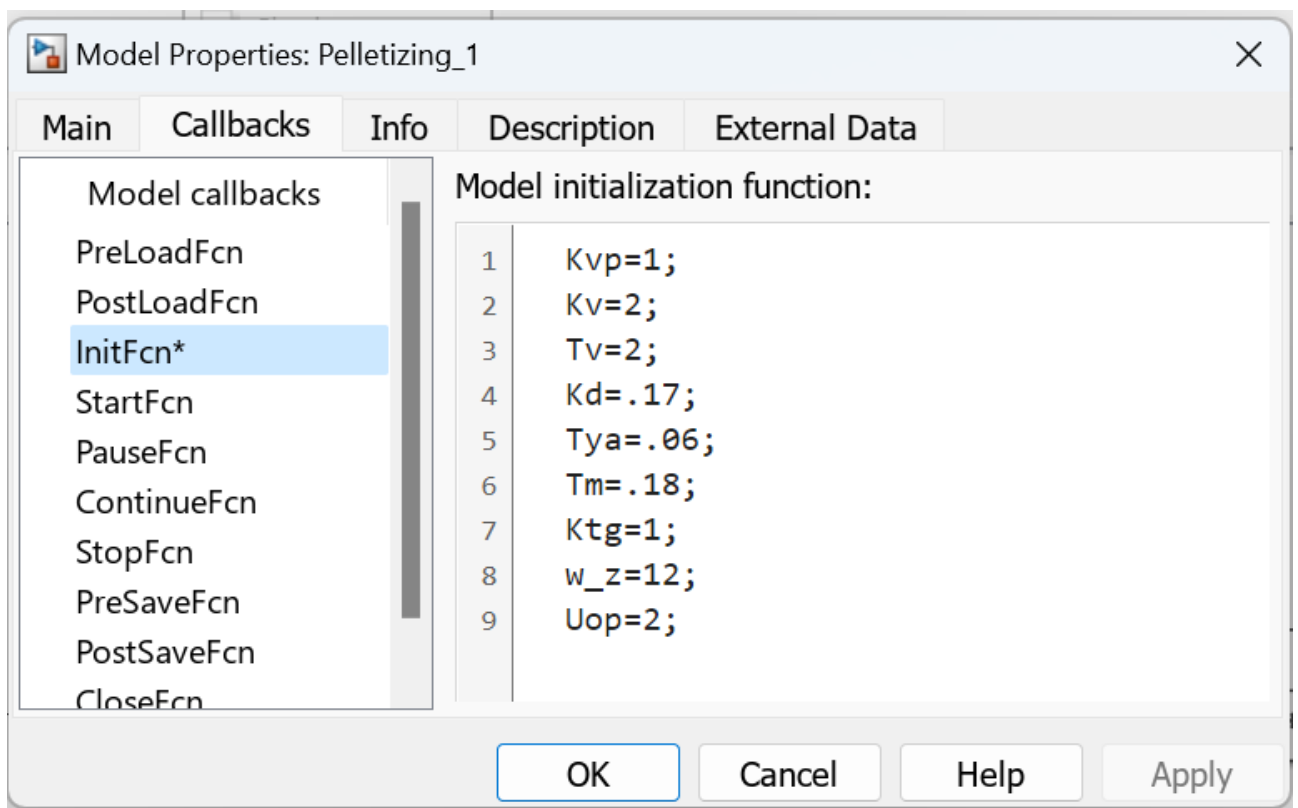 Model Properties: Pelletizing_1
Main Callbacks Info Description External Data
Model callbacks
PreLoadFcn
PostLoadFcn
InitFcn*
StartFcn
PauseFcn
ContinueFcn
StopFcn
PreSaveFcn
PostSaveFcn
CloseFcn
Model initialization function:
1 Kvp=1;
2 Kv=2;
3 Tv=2;
4 Kd=.17;
5 Tya=.06;
6 Tm=.18;
7 Ktg=1;
8 w_z=12;
9 Uop=2;
OK Cancel Help Apply